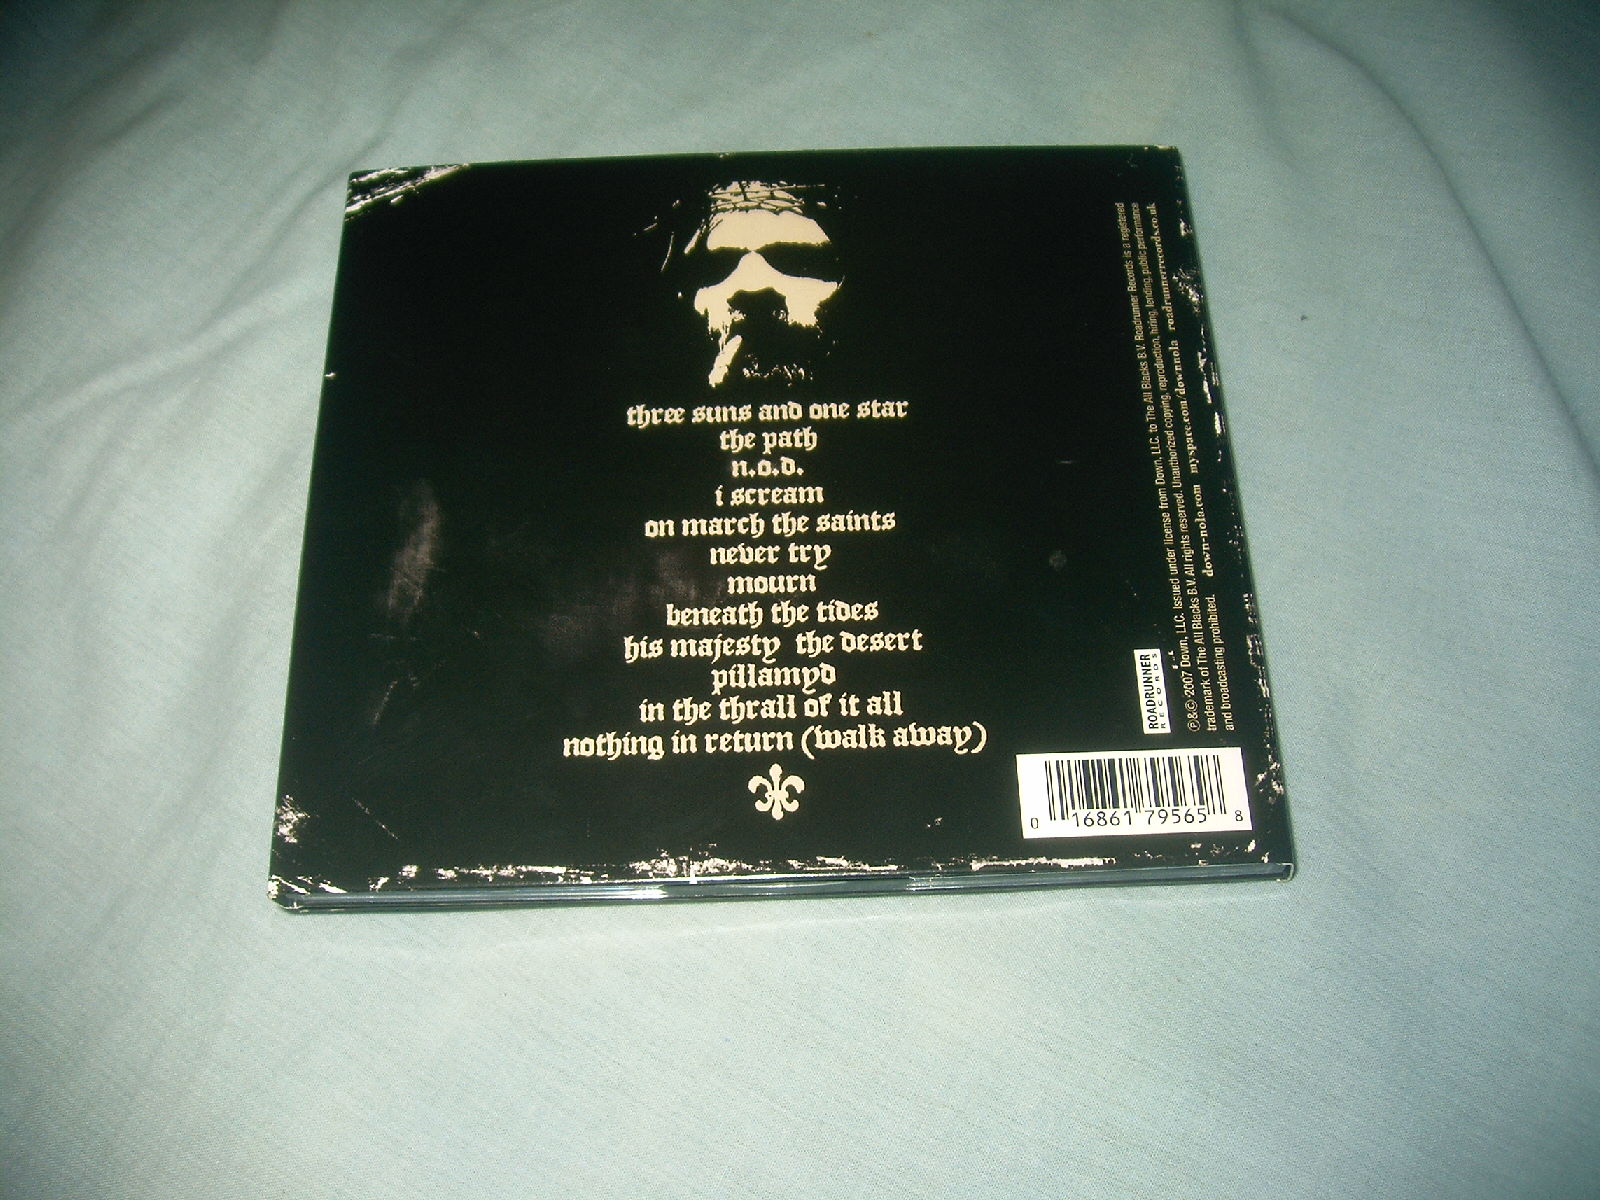 three suns and one star
the path
n.o.d.
i scream
on march the saints
never try
mourn
beneath the tides
his majesty the desert
pillamyd
in the thrall of it all
nothing in return (walk away)
ROADRUNNER
RECORDS
℗&© 2007 Down, LLC. Issued under license from Down, LLC. to The All Blacks B.V. Roadrunner Records is a registered
trademark of The All Blacks B.V. All rights reserved. Unauthorized copying, reproduction, hiring, lending, public performance
and broadcasting prohibited. down-nola.com myspace.com/downnola roadrunnerrecords.co.uk
0 16861 79565 8